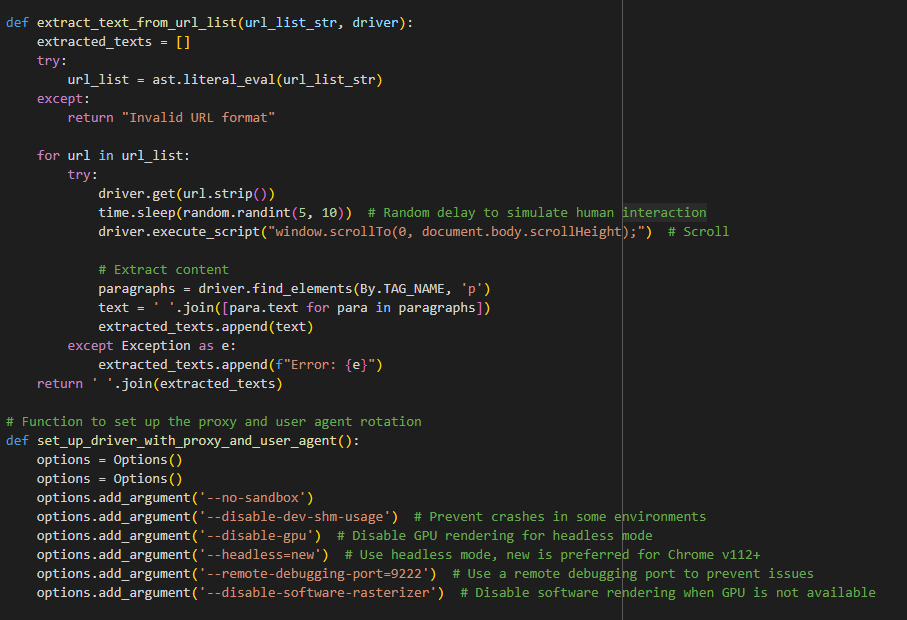 def extract_text_from_url_list(url_list_str, driver):
    extracted_texts = []
    try:
        url_list = ast.literal_eval(url_list_str)
    except:
        return "Invalid URL format"

    for url in url_list:
        try:
            driver.get(url.strip())
            time.sleep(random.randint(5, 10))  # Random delay to simulate human interaction
            driver.execute_script("window.scrollTo(0, document.body.scrollHeight);")  # Scroll

            # Extract content
            paragraphs = driver.find_elements(By.TAG_NAME, 'p')
            text = ' '.join([para.text for para in paragraphs])
            extracted_texts.append(text)
        except Exception as e:
            extracted_texts.append(f"Error: {e}")
    return ' '.join(extracted_texts)

# Function to set up the proxy and user agent rotation
def set_up_driver_with_proxy_and_user_agent():
    options = Options()
    options = Options()
    options.add_argument('--no-sandbox')
    options.add_argument('--disable-dev-shm-usage')  # Prevent crashes in some environments
    options.add_argument('--disable-gpu')  # Disable GPU rendering for headless mode
    options.add_argument('--headless=new')  # Use headless mode, new is preferred for Chrome v112+
    options.add_argument('--remote-debugging-port=9222')  # Use a remote debugging port to prevent issues
    options.add_argument('--disable-software-rasterizer')  # Disable software rendering when GPU is not available